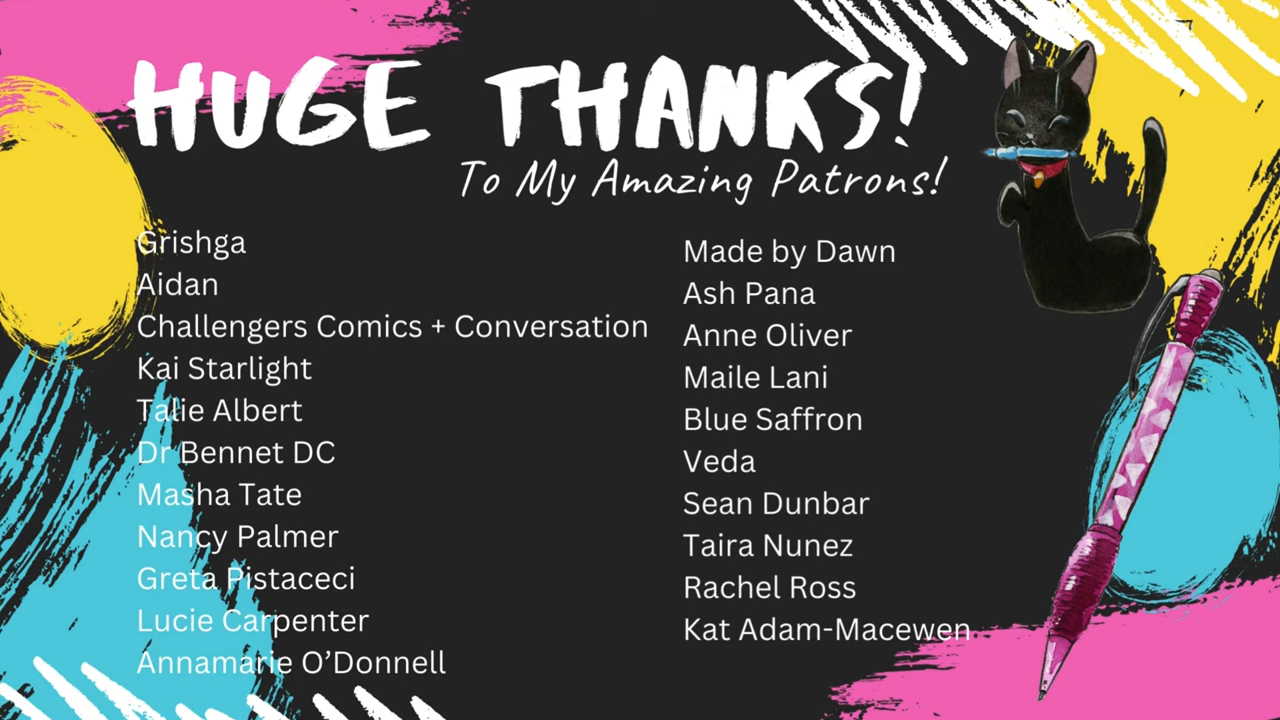 HUGE THANKS!
To My Amazing Patrons!
Grishga
Aidan
Challengers Comics + Conversation
Kai Starlight
Talie Albert
Dr Bennet DC
Masha Tate
Nancy Palmer
Greta Pistaceci
Lucie Carpenter
Annamarie O’Donnell
Made by Dawn
Ash Pana
Anne Oliver
Maile Lani
Blue Saffron
Veda
Sean Dunbar
Taira Nunez
Rachel Ross
Kat Adam-Macewen